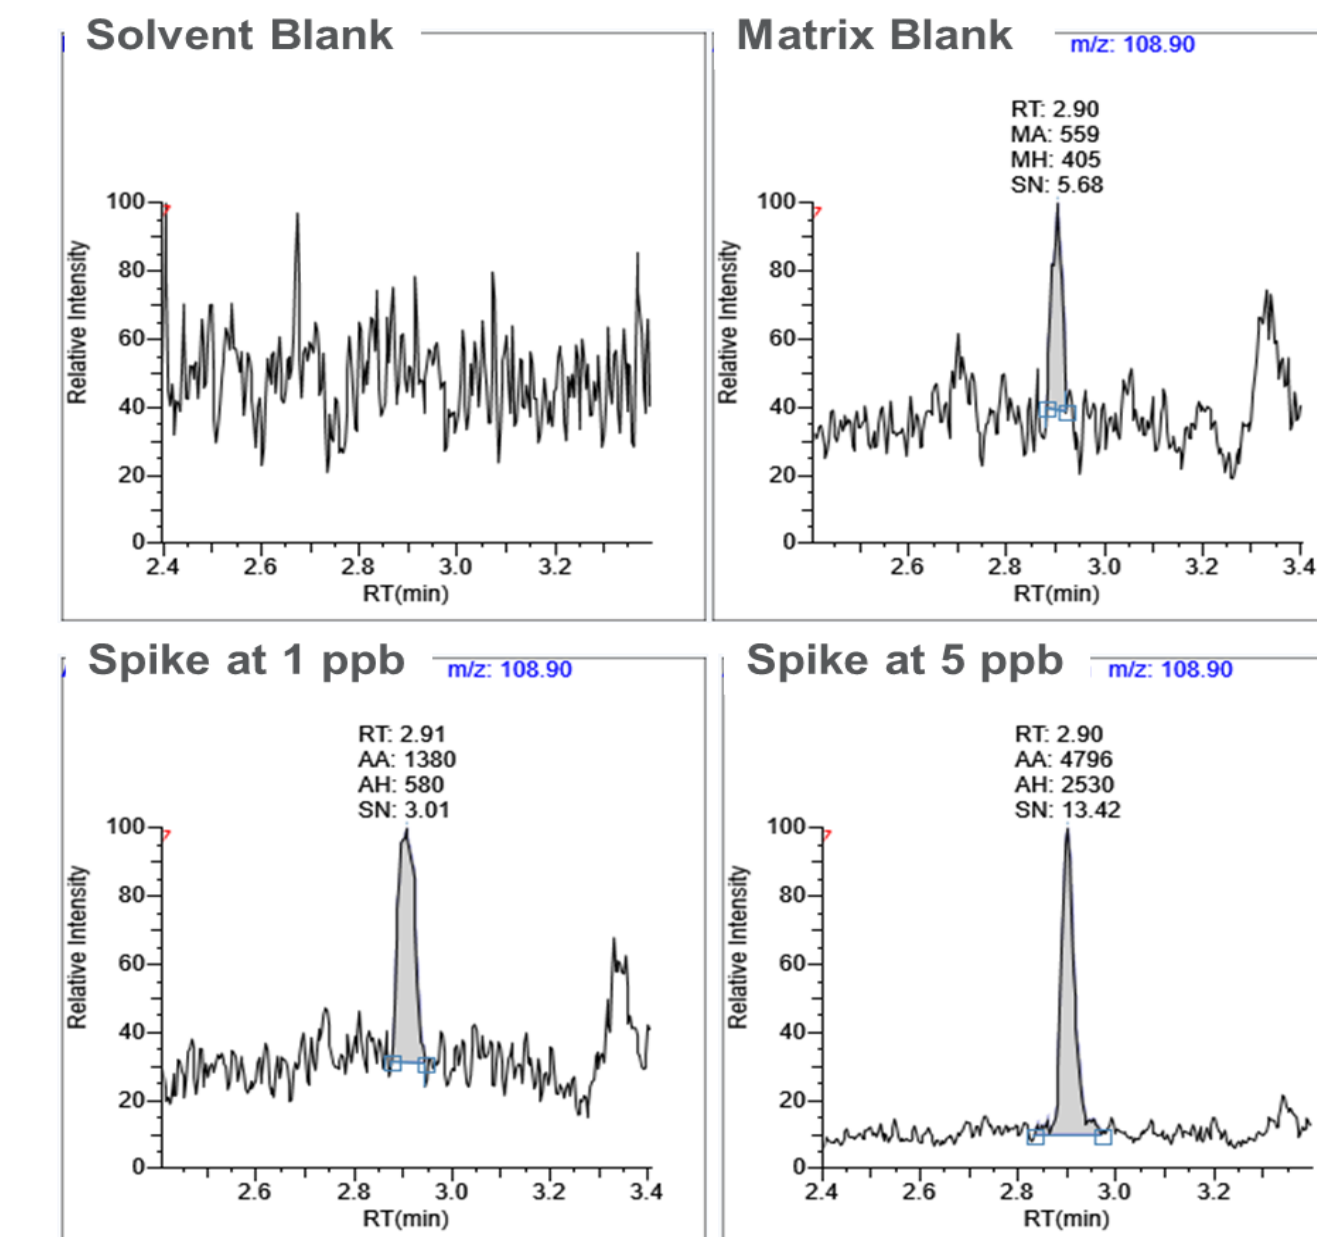 Solvent Blank
100
80
60
40
20
0
Relative Intensity
2.4 2.6 2.8 3.0 3.2
RT(min)
Matrix Blank
m/z: 108.90
RT: 2.90
MA: 559
MH: 405
SN: 5.68
100
80
60
40
20
0
Relative Intensity
2.6 2.8 3.0 3.2 3.4
RT(min)
Spike at 1 ppb
m/z: 108.90
RT: 2.91
AA: 1380
AH: 580
SN: 3.01
100
80
60
40
20
0
Relative Intensity
2.6 2.8 3.0 3.2 3.4
RT(min)
Spike at 5 ppb
m/z: 108.90
RT: 2.90
AA: 4796
AH: 2530
SN: 13.42
100
80
60
40
20
0
Relative Intensity
2.4 2.6 2.8 3.0 3.2
RT(min)